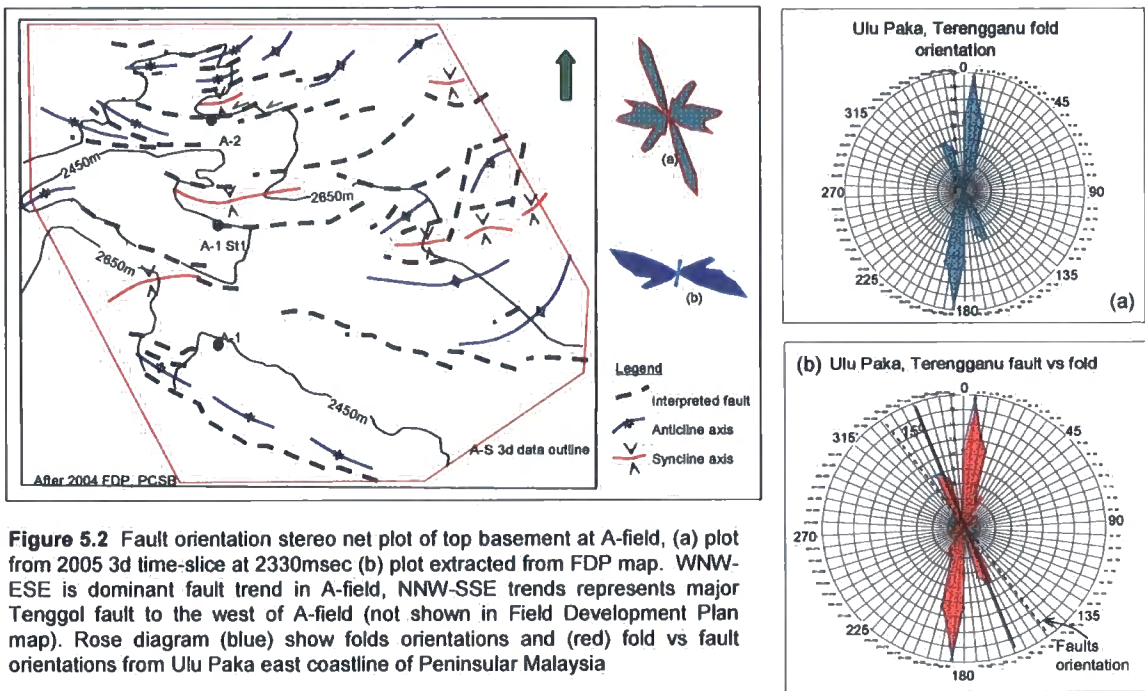 A-2
2450m
2650m
A-1 St1
2650m
A-1
2450m
A-S 3d data outline
After 2004 FDP, PCSB
(a)
(b)
Legend
Interpreted fault
Anticline axis
Syncline axis
Ulu Paka, Terengganu fold
orientation
0
45
90
135
180
225
270
315
(a)
(b) Ulu Paka, Terengganu fault vs fold
0
45
90
135
180
225
270
315
15°
Faults
orientation
Figure 5.2 Fault orientation stereo net plot of top basement at A-field, (a) plot
from 2005 3d time-slice at 2330msec (b) plot extracted from FDP map. WNW-
ESE is dominant fault trend in A-field, NNW-SSE trends represents major
Tenggol fault to the west of A-field (not shown in Field Development Plan
map). Rose diagram (blue) show folds orientations and (red) fold vs fault
orientations from Ulu Paka east coastline of Peninsular Malaysia